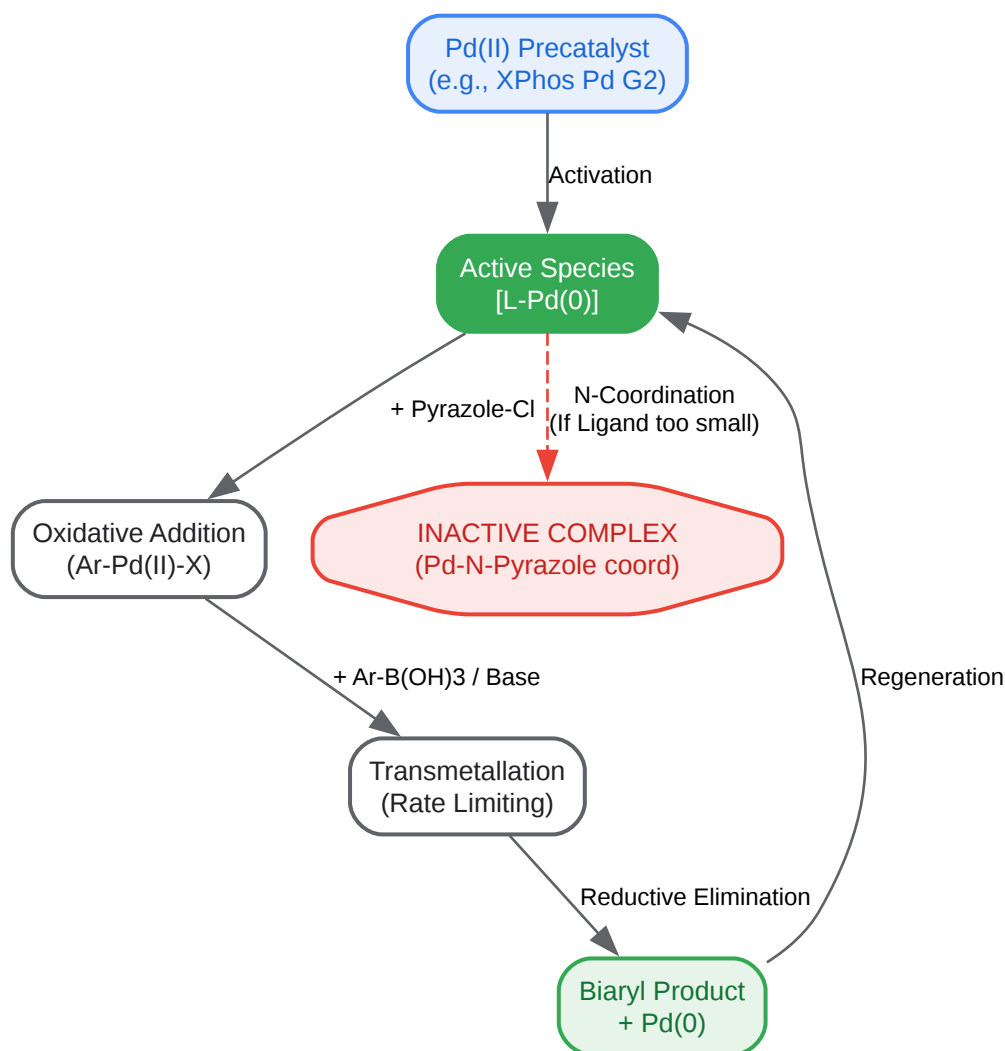 Pd(II) Precatalyst
(e.g., XPhos Pd G2)
Activation
Active Species
[L-Pd(0)]
+ Pyrazole-Cl
N-Coordination
(If Ligand too small)
Oxidative Addition
(Ar-Pd(II)-X)
INACTIVE COMPLEX
(Pd-N-Pyrazole coord)
+ Ar-B(OH)3 / Base
Regeneration
Transmetallation
(Rate Limiting)
Reductive Elimination
Biaryl Product
+ Pd(0)